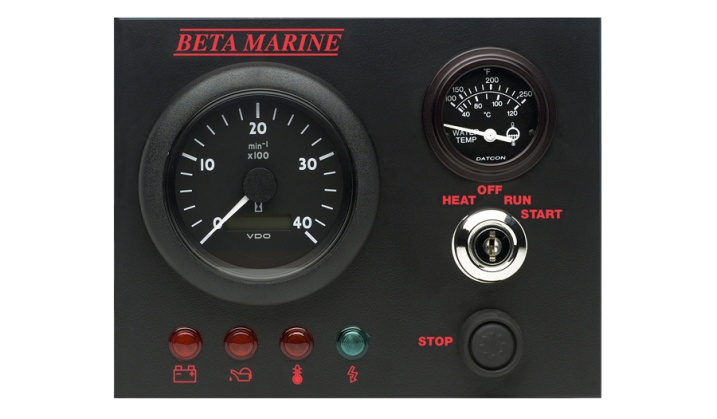 BETA MARINE
20
min⁻¹
x100
10
30
0
40
VDO
°F
200
150
250
100
80
100
°C
40
120
WATER
TEMP
DATCON
OFF
HEAT
RUN
START
STOP